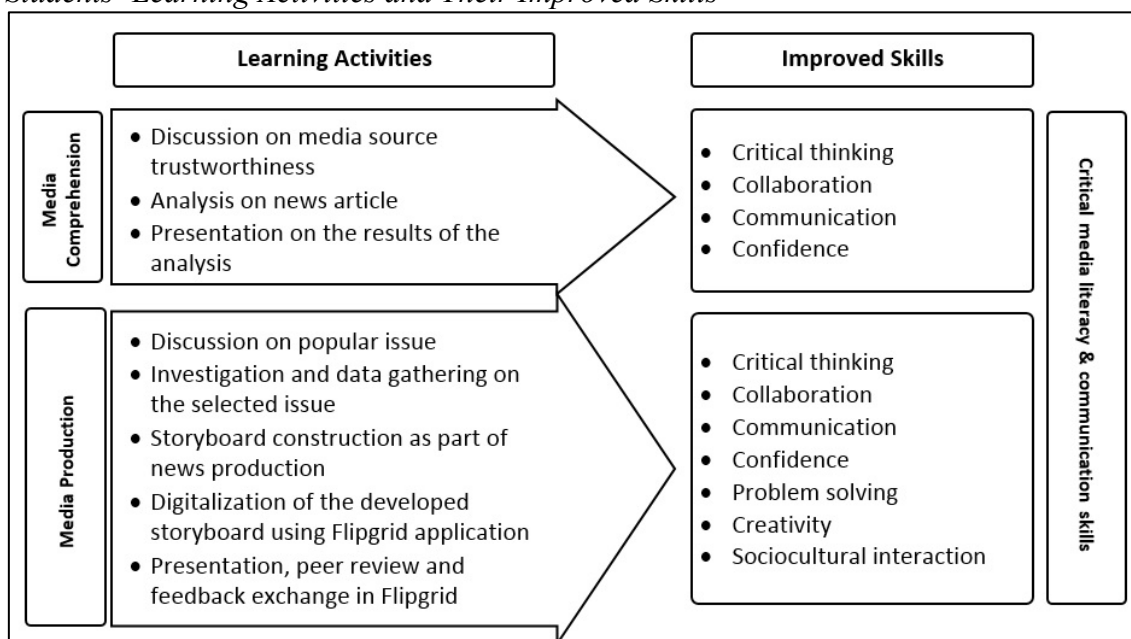 Students' Learning Activities and Their Improved Skills
Learning Activities
Improved Skills
Media
Comprehension
• Discussion on media source
trustworthiness
• Analysis on news article
• Presentation on the results of the
analysis
• Critical thinking
• Collaboration
• Communication
• Confidence
Media Production
• Discussion on popular issue
• Investigation and data gathering on
the selected issue
• Storyboard construction as part of
news production
• Digitalization of the developed
storyboard using Flipgrid application
• Presentation, peer review and
feedback exchange in Flipgrid
• Critical thinking
• Collaboration
• Communication
• Confidence
• Problem solving
• Creativity
• Sociocultural interaction
Critical media literacy & communication
skills